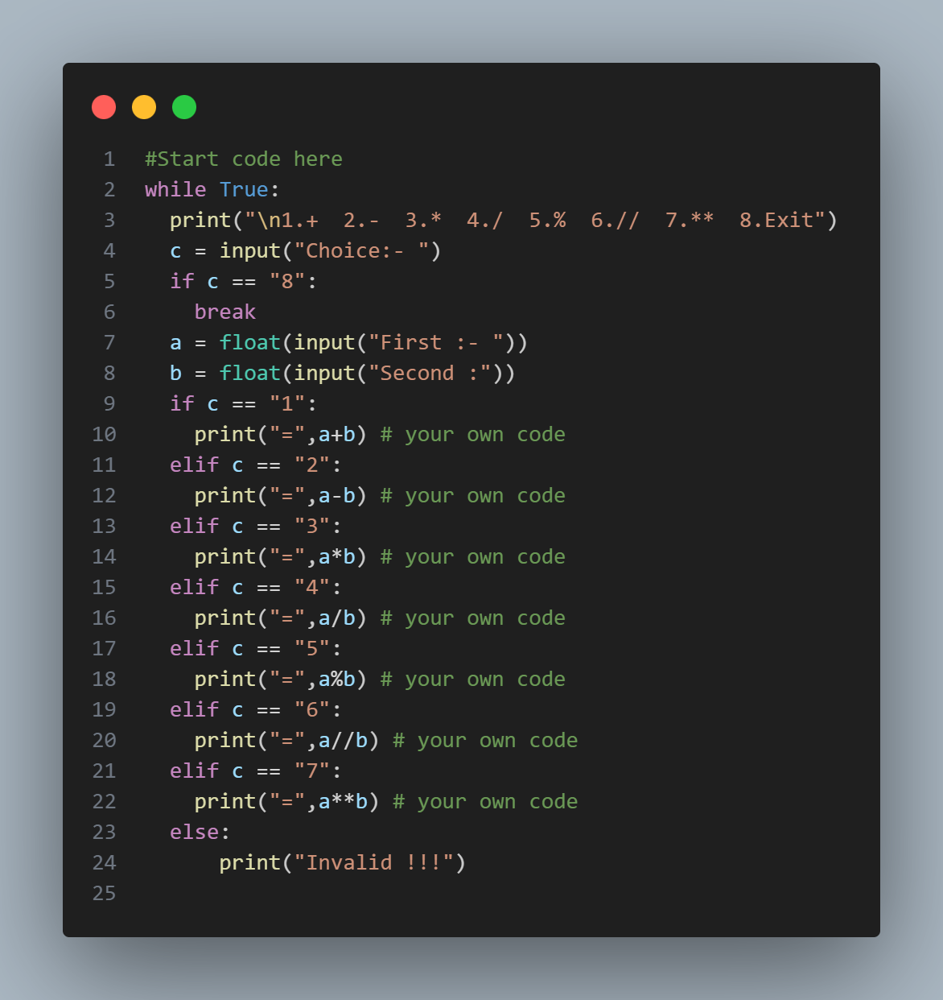 1 #Start code here
2 while True:
3   print("\n1.+  2.-  3.*  4./  5.%  6.//  7.**  8.Exit")
4   c = input("Choice:- ")
5   if c == "8":
6     break
7   a = float(input("First :- "))
8   b = float(input("Second :"))
9   if c == "1":
10     print("=",a+b) # your own code
11   elif c == "2":
12     print("=",a-b) # your own code
13   elif c == "3":
14     print("=",a*b) # your own code
15   elif c == "4":
16     print("=",a/b) # your own code
17   elif c == "5":
18     print("=",a%b) # your own code
19   elif c == "6":
20     print("=",a//b) # your own code
21   elif c == "7":
22     print("=",a**b) # your own code
23   else:
24       print("Invalid !!!")
25